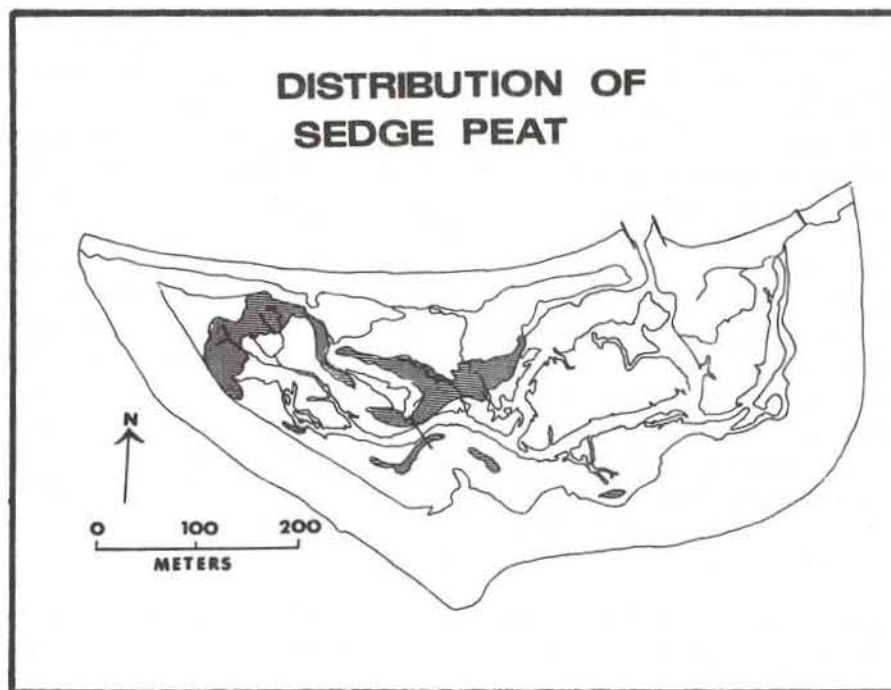 DISTRIBUTION OF
SEDGE PEAT
N
0 100 200
METERS